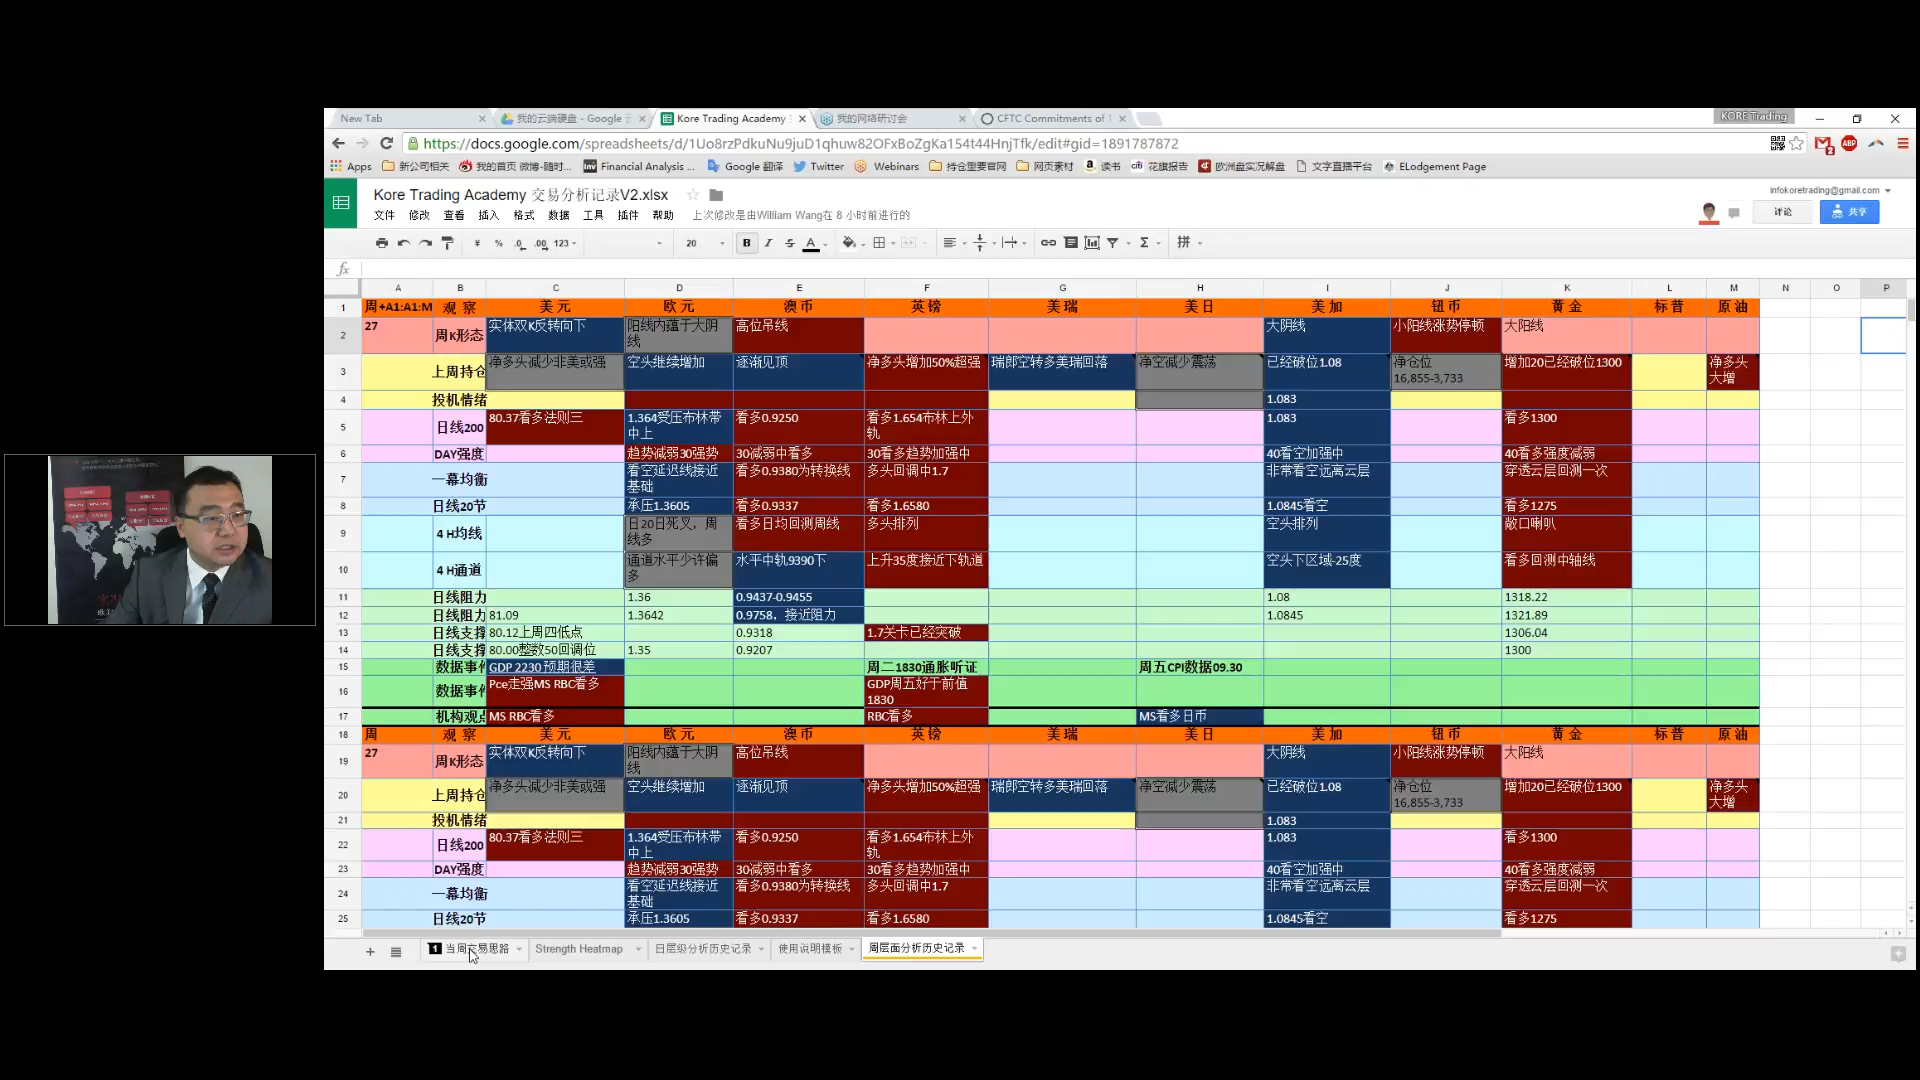 New Tab
我的云端硬盘 - Google 云
Kore Trading Academy
我的网络研讨会
CFTC Commitments of T
KORE Trading
https://docs.google.com/spreadsheets/d/1Uo8rzPdkuNu9juD1qhuw82OFxBoZgKa154t44HnjTfk/edit#gid=1891787872
Apps 新公司相关 我的首页 微博-随时... Financial Analysis ... Google 翻译 Twitter Webinars 持仓里要官网 网页素材 读书 花旗报告 欧洲盘实况解盘 文字直播平台 ELodgement Page
Kore Trading Academy 交易分析记录V2.xlsx
infokoretrading@gmail.com
文件 修改 查看 插入 格式 数据 工具 插件 帮助 上次修改是由William Wang在 8 小时前进行的
评论 共享
¥ % .0 .00 123 20 B I S A Σ 拼
fx
A B C D E F G H I J K L M N O P
1 周+A1:A1:M 观 察 美 元 欧 元 澳 币 英 镑 美 瑞 美 日 美 加 钮 币 黄 金 标 普 原 油
2 27 周K形态 实体双K反转向下 阳线内蕴于大阴线 高位吊线 大阴线 小阳线涨势停顿 大阳线
3 上周持仓 净多头减少非美或强 空头继续增加 逐渐见顶 净多头增加50%超强 瑞郎空转多美瑞回落 净空减少震荡 已经破位1.08 净仓位16,855-3,733 增加20已经破位1300 净多头大增
4 投机情绪 1.083
5 日线200 80.37看多法则三 1.364受压布林带中上 看多0.9250 看多1.654布林上外轨 1.083 看多1300
6 DAY强度 趋势减弱30强势 30减弱中看多 30看多趋势加强中 40看空加强中 40看多强度减弱
7 一幕均衡 看空延迟线接近基础 看多0.9380为转换线 多头回调中1.7 非常看空远离云层 穿透云层回测一次
8 日线20节 承压1.3605 看多0.9337 看多1.6580 1.0845看空 看多1275
9 4 H均线 日20日死叉，周线多 看多日均回测周线 多头排列 空头排列 敞口喇叭
10 4 H通道 通道水平少许偏多 水平中轨9390下 上升35度接近下轨道 空头下区域-25度 看多回测中轴线
11 日线阻力 1.36 0.9437-0.9455 1.08 1318.22
12 日线阻力 81.09 1.3642 0.9758，接近阻力 1.0845 1321.89
13 日线支撑 80.12上周四低点 0.9318 1.7关卡已经突破 1306.04
14 日线支撑 80.00整数50回调位 1.35 0.9207 1300
15 数据事件 GDP 2230 预期很差 周二1830通胀听证 周五CPI数据09.30
16 数据事件 Pce走强MS RBC看多 GDP周五好于前值1830
17 机构观点 MS RBC看多 RBC看多 MS看多日币
18 周 观 察 美 元 欧 元 澳 币 英 镑 美 瑞 美 日 美 加 钮 币 黄 金 标 普 原 油
19 27 周K形态 实体双K反转向下 阳线内蕴于大阴线 高位吊线 大阴线 小阳线涨势停顿 大阳线
20 上周持仓 净多头减少非美或强 空头继续增加 逐渐见顶 净多头增加50%超强 瑞郎空转多美瑞回落 净空减少震荡 已经破位1.08 净仓位16,855-3,733 增加20已经破位1300 净多头大增
21 投机情绪 1.083
22 日线200 80.37看多法则三 1.364受压布林带中上 看多0.9250 看多1.654布林上外轨 1.083 看多1300
23 DAY强度 趋势减弱30强势 30减弱中看多 30看多趋势加强中 40看空加强中 40看多强度减弱
24 一幕均衡 看空延迟线接近基础 看多0.9380为转换线 多头回调中1.7 非常看空远离云层 穿透云层回测一次
25 日线20节 承压1.3605 看多0.9337 看多1.6580 1.0845看空 看多1275
1 当周交易思路 Strength Heatmap 日层级分析历史记录 使用说明模板 周层面分析历史记录